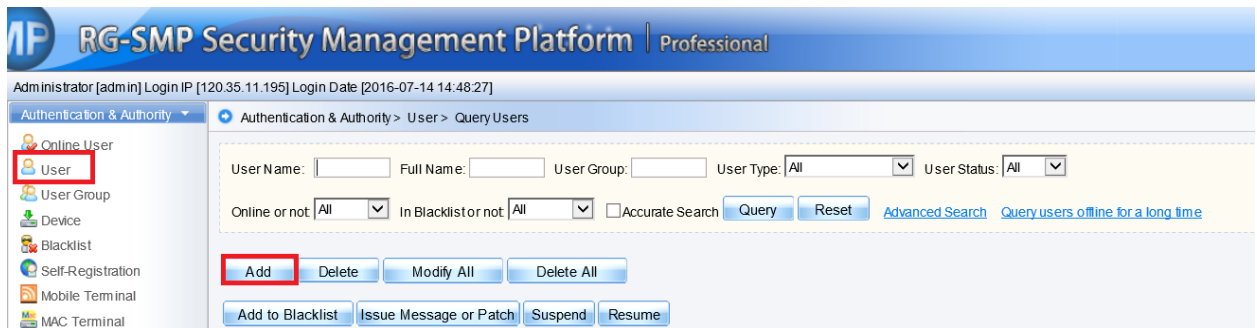 MP RG-SMP Security Management Platform | Professional
Administrator [admin] Login IP [120.35.11.195] Login Date [2016-07-14 14:48:27]
Authentication & Authority
Online User
User
User Group
Device
Blacklist
Self-Registration
Mobile Terminal
MAC Terminal
Authentication & Authority > User > Query Users
User Name: Full Name: User Group: User Type: All User Status: All
Online or not: All In Blacklist or not: All Accurate Search Query Reset Advanced Search Query users offline for a long time
Add Delete Modify All Delete All
Add to Blacklist Issue Message or Patch Suspend Resume